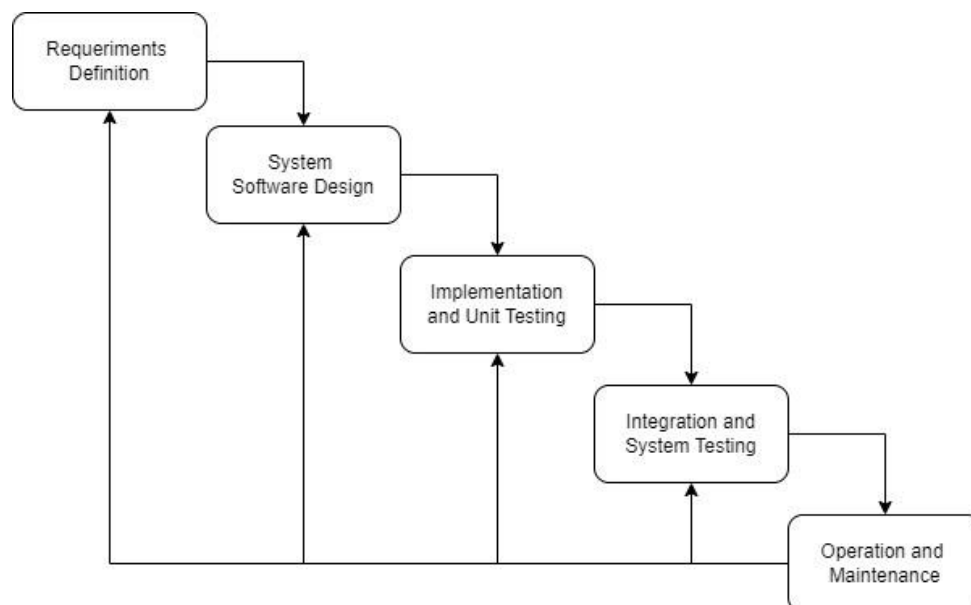 Requeriments
Definition
System
Software Design
Implementation
and Unit Testing
Integration and
System Testing
Operation and
Maintenance